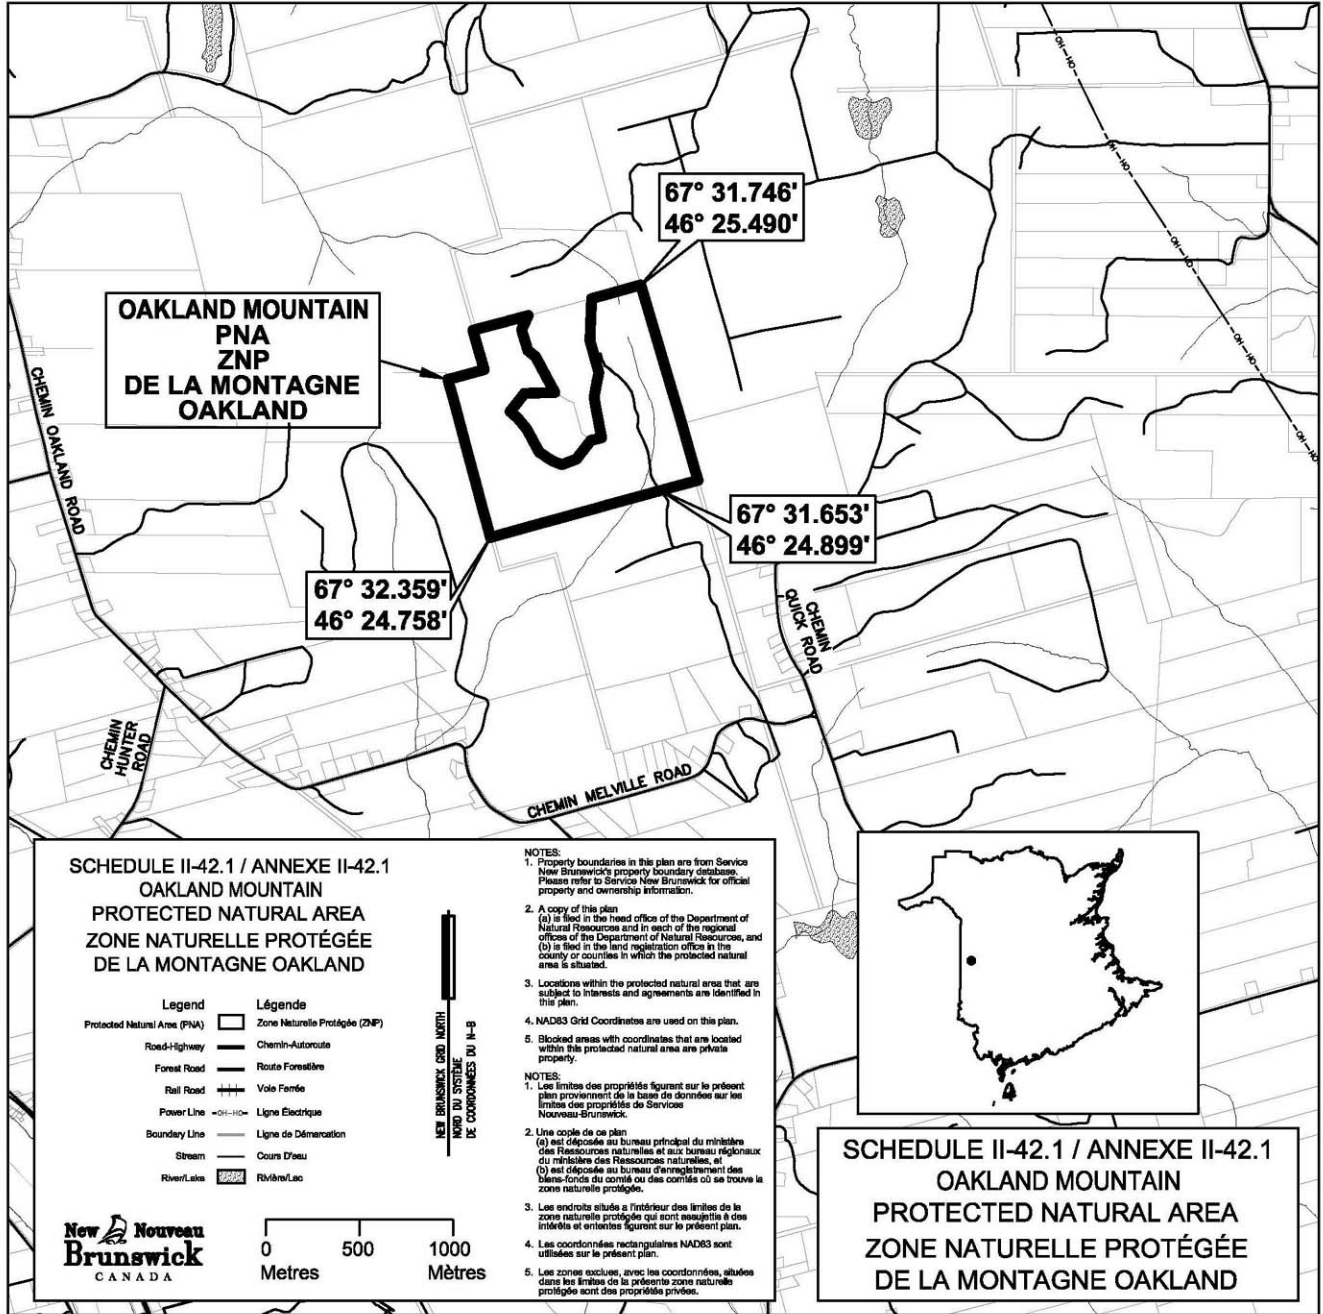 67° 31.746'
46° 25.490'
OAKLAND MOUNTAIN
PNA
ZNP
DE LA MONTAGNE
OAKLAND
CHEMIN OAKLAND ROAD
67° 31.653'
46° 24.899'
67° 32.359'
46° 24.758'
CHEMIN
QUICK ROAD
CHEMIN
HUNTER
ROAD
CHEMIN MELVILLE ROAD
OH-HO
OH-HO
OH-HO
OH-HO
OH-HO
OH-HO
SCHEDULE II-42.1 / ANNEXE II-42.1
OAKLAND MOUNTAIN
PROTECTED NATURAL AREA
ZONE NATURELLE PROTÉGÉE
DE LA MONTAGNE OAKLAND
Legend Légende
Protected Natural Area (PNA) Zone Naturelle Protégée (ZNP)
Road-Highway Chemin-Autoroute
Forest Road Route Forestière
Rail Road Voie Ferrée
Power Line -OH-HO- Ligne Électrique
Boundary Line Ligne de Démarcation
Stream Cours D'eau
River/Lake Rivière/Lac
NEW BRUNSWICK GRID NORTH
NORD DU SYSTÈME
DE COORDONNÉES DU N-B
New Nouveau
Brunswick
CANADA
0 500 1000
Metres Mètres
NOTES:
1. Property boundaries in this plan are from Service
New Brunswick's property boundary database.
Please refer to Service New Brunswick for official
property and ownership information.
2. A copy of this plan
(a) is filed in the head office of the Department of
Natural Resources and in each of the regional
offices of the Department of Natural Resources, and
(b) is filed in the land registration office in the
county or counties in which the protected natural
area is situated.
3. Locations within the protected natural area that are
subject to interests and agreements are identified in
this plan.
4. NAD83 Grid Coordinates are used on this plan.
5. Blocked areas with coordinates that are located
within this protected natural area are private
property.
NOTES:
1. Les limites des propriétés figurant sur le présent
plan proviennent de la base de données sur les
limites des propriétés de Services
Nouveau-Brunswick.
2. Une copie de ce plan
(a) est déposée au bureau principal du ministère
des Ressources naturelles et aux bureau régionaux
du ministère des Ressources naturelles, et
(b) est déposée au bureau d'enregistrement des
biens-fonds du comté ou des comtés où se trouve la
zone naturelle protégée.
3. Les endroits situés a l'intérieur des limites de la
zone naturelle protégée qui sont assujettis à des
intérêts et ententes figurent sur le présent plan.
4. Les coordonnées rectangulaires NAD83 sont
utilisées sur le présent plan.
5. Les zones exclues, avec les coordonnées, situées
dans les limites de la présente zone naturelle
protégée sont des propriétés privées.
SCHEDULE II-42.1 / ANNEXE II-42.1
OAKLAND MOUNTAIN
PROTECTED NATURAL AREA
ZONE NATURELLE PROTÉGÉE
DE LA MONTAGNE OAKLAND